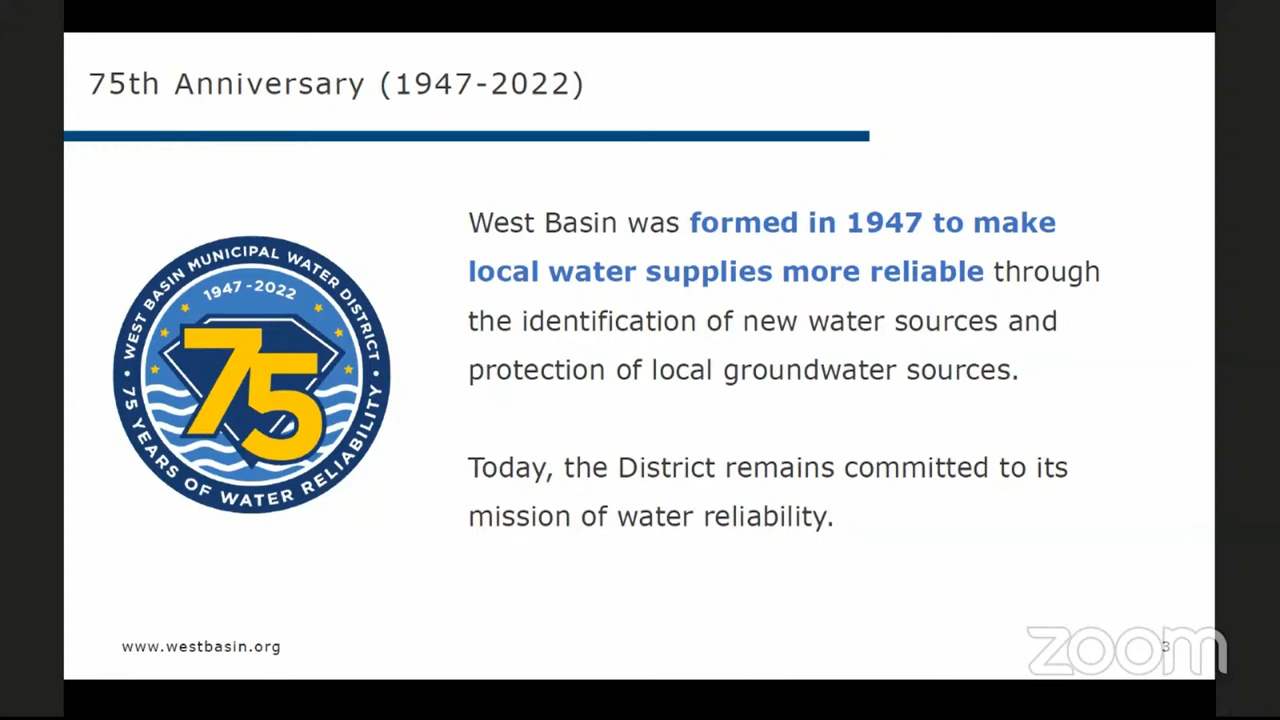 75th Anniversary (1947-2022)
WEST BASIN MUNICIPAL WATER DISTRICT
1947-2022
75
75 YEARS OF WATER RELIABILITY
West Basin was formed in 1947 to make
local water supplies more reliable through
the identification of new water sources and
protection of local groundwater sources.
Today, the District remains committed to its
mission of water reliability.
www.westbasin.org
3
zoom